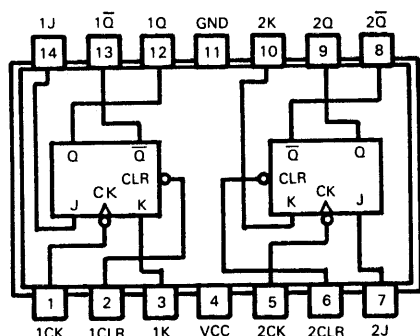 1J 1Q̅ 1Q GND 2K 2Q 2Q̅
14 13 12 11 10 9 8
Q Q̅ Q̅ Q
CLR CLR
CK CK
J K K J
1 2 3 4 5 6 7
1CK 1CLR 1K VCC 2CK 2CLR 2J